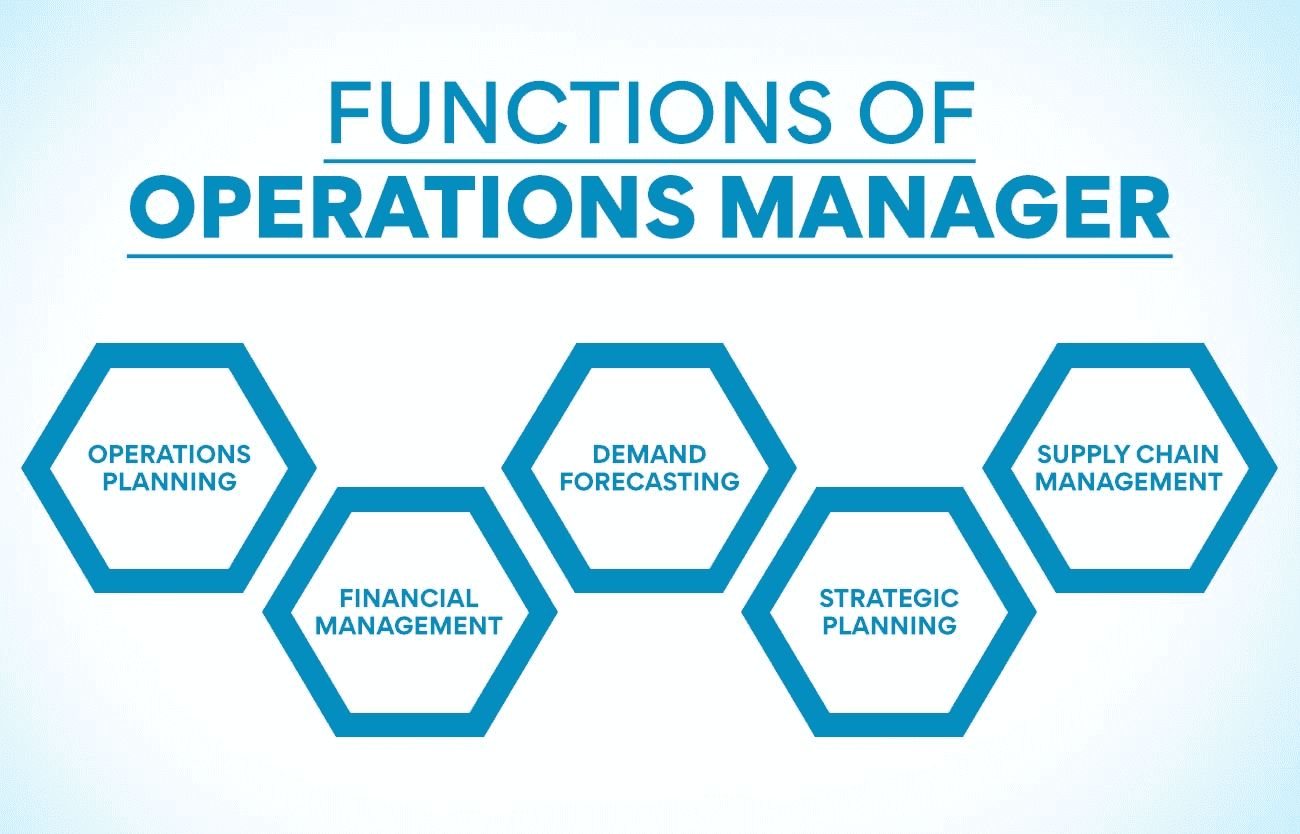 FUNCTIONS OF
OPERATIONS MANAGER
OPERATIONS
PLANNING
FINANCIAL
MANAGEMENT
DEMAND
FORECASTING
STRATEGIC
PLANNING
SUPPLY CHAIN
MANAGEMENT